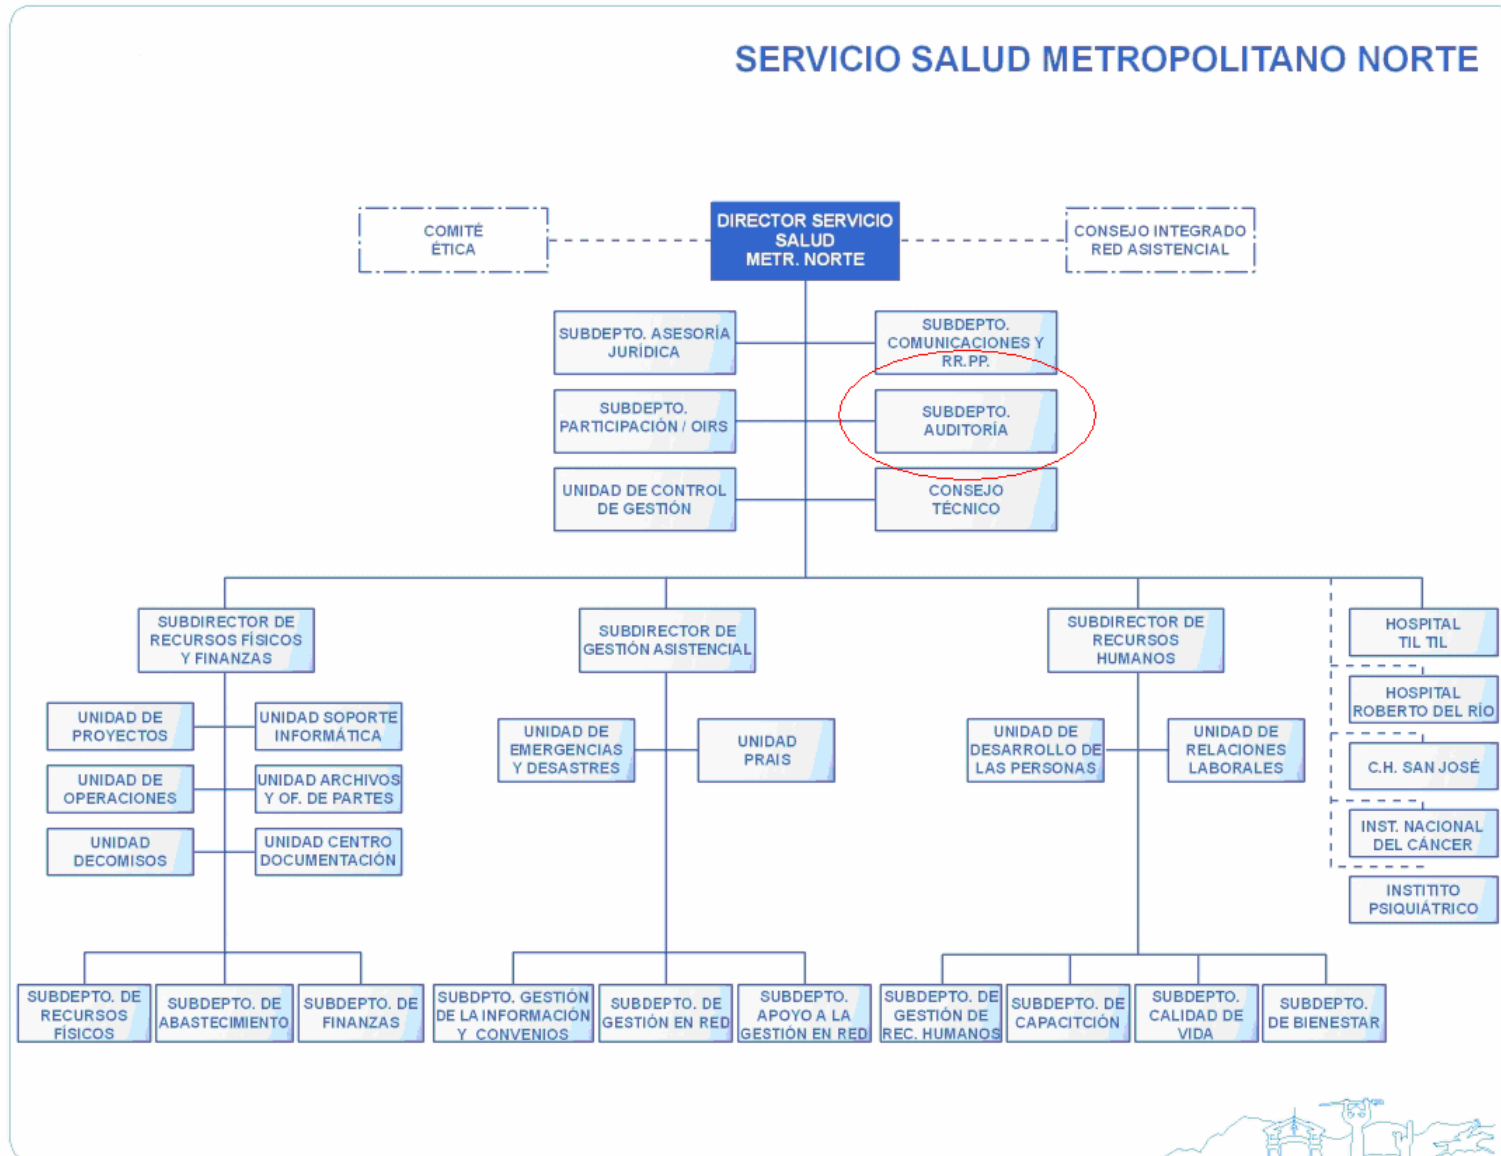 SERVICIO SALUD METROPOLITANO NORTE
COMITÉ
ÉTICA
DIRECTOR SERVICIO
SALUD
METR. NORTE
CONSEJO INTEGRADO
RED ASISTENCIAL
SUBDEPTO. ASESORÍA
JURÍDICA
SUBDEPTO.
COMUNICACIONES Y
RR.PP.
SUBDEPTO.
PARTICIPACIÓN / OIRS
SUBDEPTO.
AUDITORÍA
UNIDAD DE CONTROL
DE GESTIÓN
CONSEJO
TÉCNICO
SUBDIRECTOR DE
RECURSOS FÍSICOS
Y FINANZAS
SUBDIRECTOR DE
GESTIÓN ASISTENCIAL
SUBDIRECTOR DE
RECURSOS
HUMANOS
HOSPITAL
TIL TIL
HOSPITAL
ROBERTO DEL RÍO
C.H. SAN JOSÉ
INST. NACIONAL
DEL CÁNCER
INSTITITO
PSIQUIÁTRICO
UNIDAD DE
PROYECTOS
UNIDAD SOPORTE
INFORMÁTICA
UNIDAD DE
OPERACIONES
UNIDAD ARCHIVOS
Y OF. DE PARTES
UNIDAD
DECOMISOS
UNIDAD CENTRO
DOCUMENTACIÓN
UNIDAD DE
EMERGENCIAS
Y DESASTRES
UNIDAD
PRAIS
UNIDAD DE
DESARROLLO DE
LAS PERSONAS
UNIDAD DE
RELACIONES
LABORALES
SUBDEPTO. DE
RECURSOS
FÍSICOS
SUBDEPTO. DE
ABASTECIMIENTO
SUBDEPTO. DE
FINANZAS
SUBDPTO. GESTIÓN
DE LA INFORMACIÓN
Y CONVENIOS
SUBDEPTO. DE
GESTIÓN EN RED
SUBDEPTO.
APOYO A LA
GESTIÓN EN RED
SUBDEPTO. DE
GESTIÓN DE
REC. HUMANOS
SUBDEPTO. DE
CAPACITCIÓN
SUBDEPTO.
CALIDAD DE
VIDA
SUBDEPTO.
DE BIENESTAR